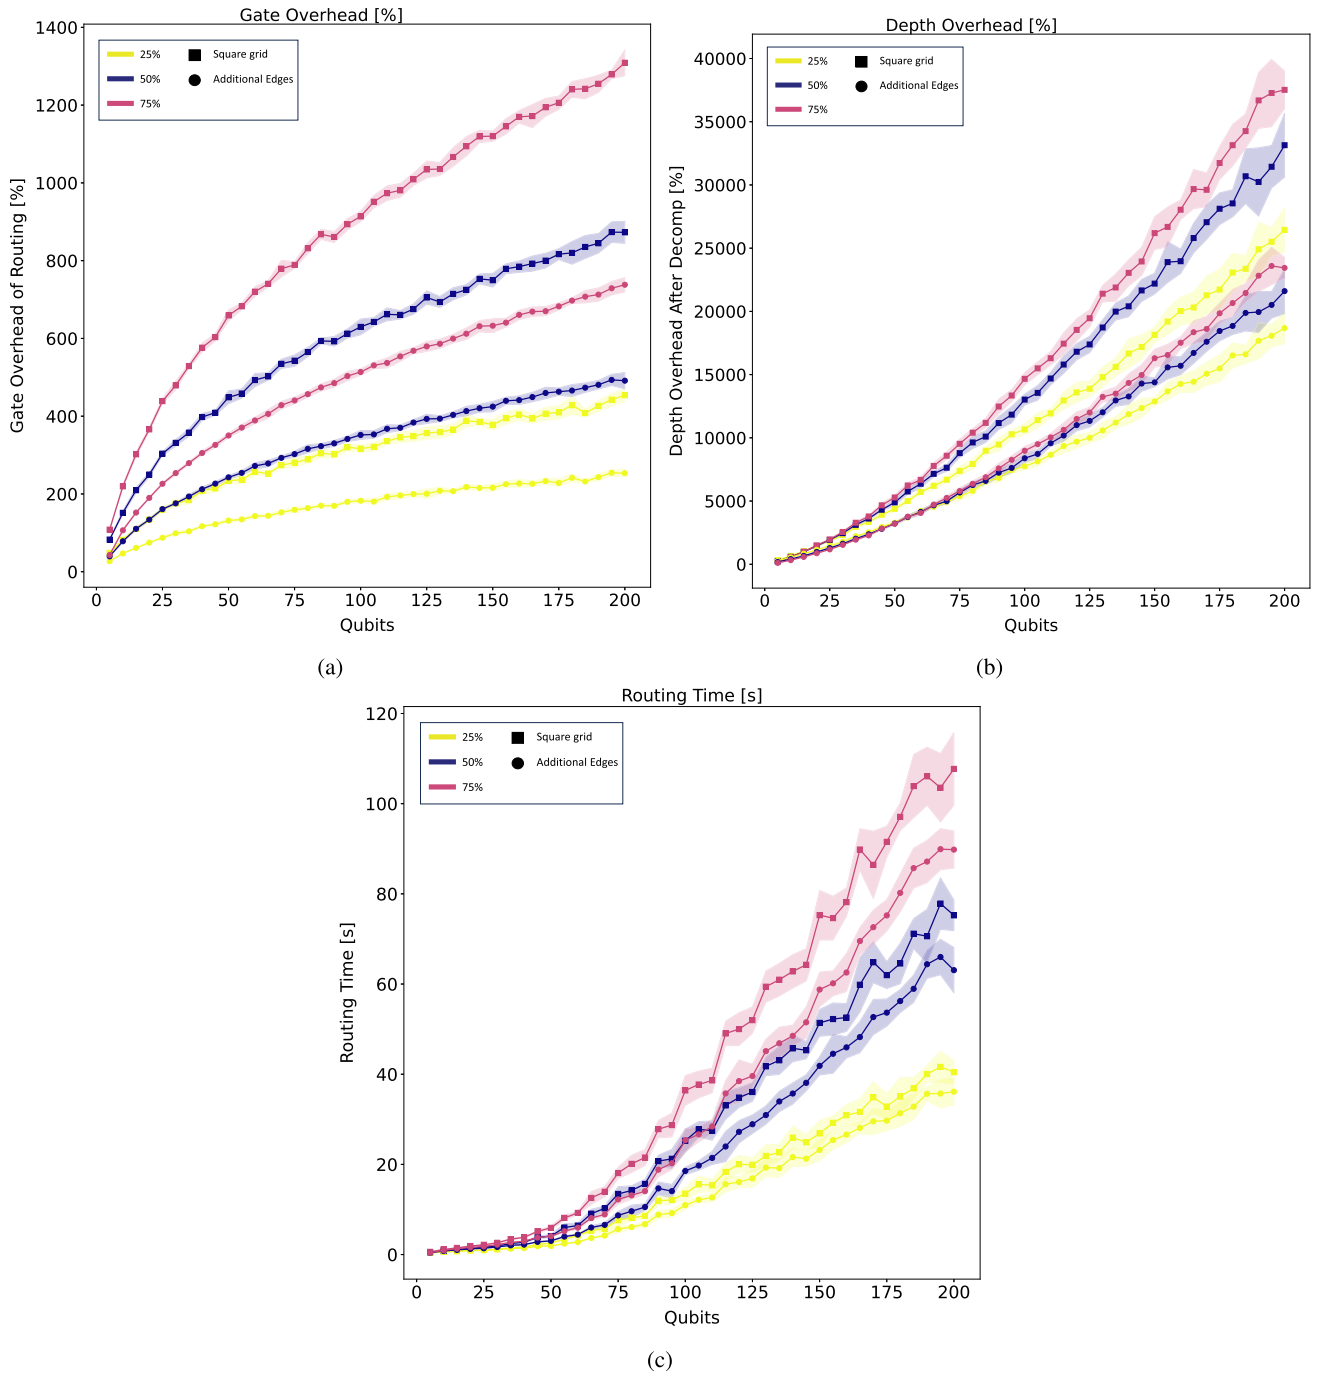 Gate Overhead [%]
25%
50%
75%
Square grid
Additional Edges
Gate Overhead of Routing [%]
1400
1200
1000
800
600
400
200
0
0 25 50 75 100 125 150 175 200
Qubits
(a)
Depth Overhead [%]
25%
50%
75%
Square grid
Additional Edges
Depth Overhead After Decomp [%]
40000
35000
30000
25000
20000
15000
10000
5000
0
0 25 50 75 100 125 150 175 200
Qubits
(b)
Routing Time [s]
25%
50%
75%
Square grid
Additional Edges
Routing Time [s]
120
100
80
60
40
20
0
0 25 50 75 100 125 150 175 200
Qubits
(c)